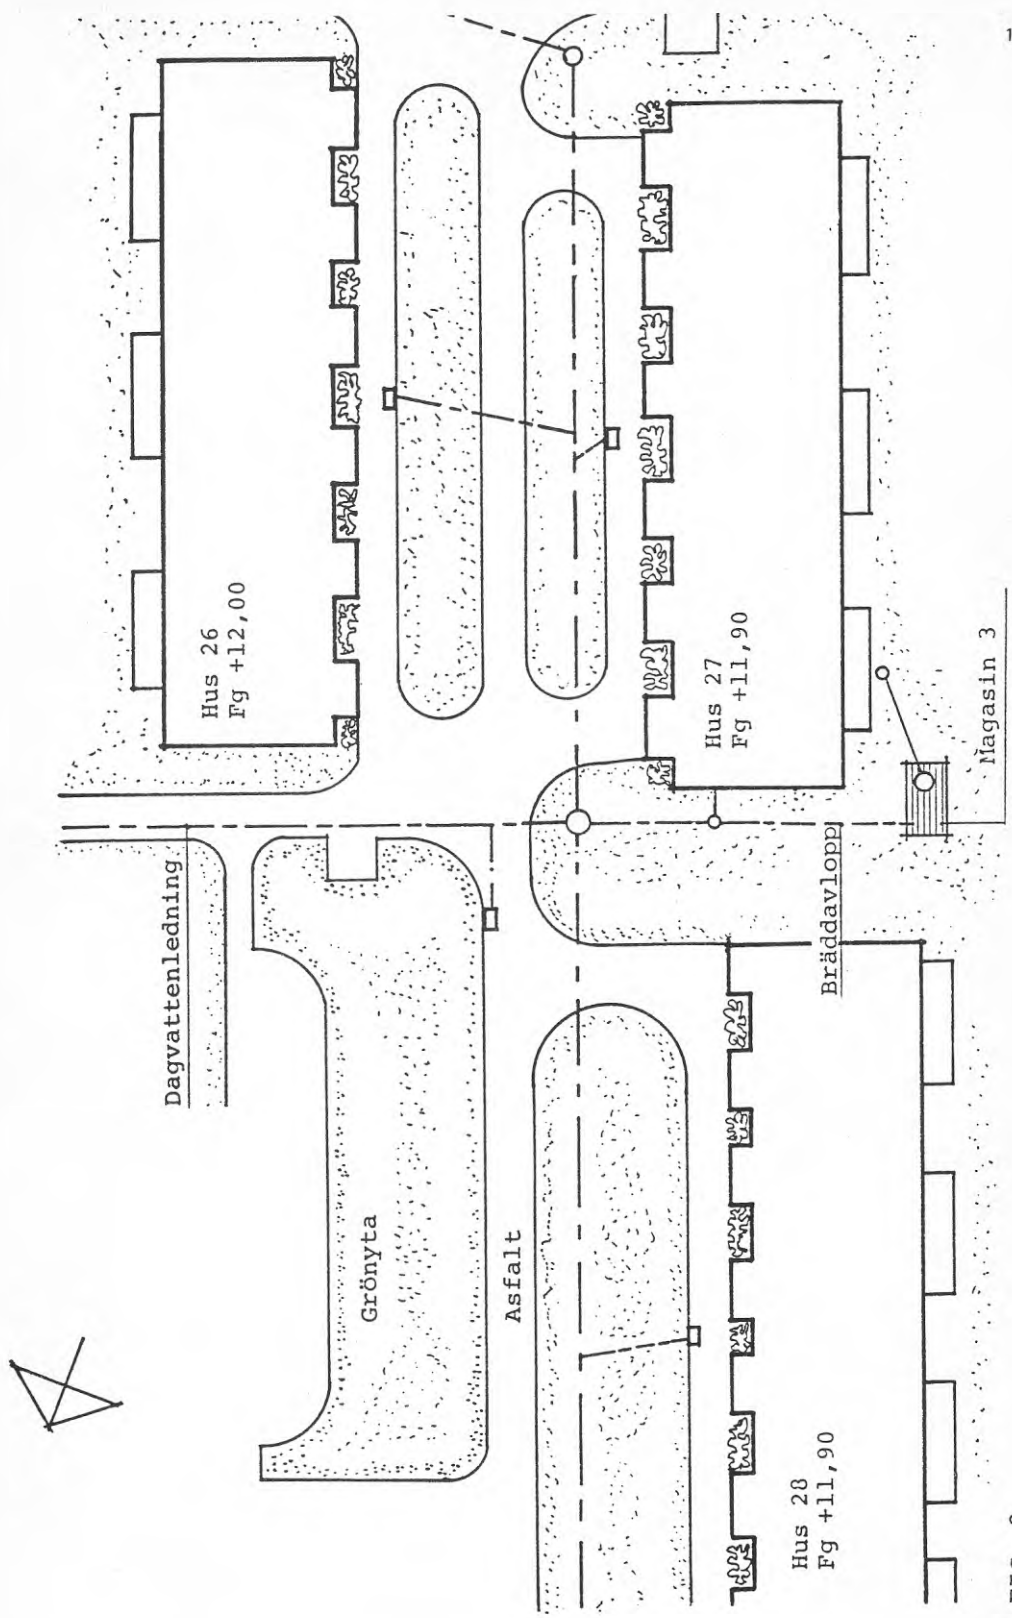 Hus 26
Fg +12,00
Hus 27
Fg +11,90
Magasin 3
Dagvattenledning
Bräddavlopp
Grönyta
Asfalt
Hus 28
Fg +11,90